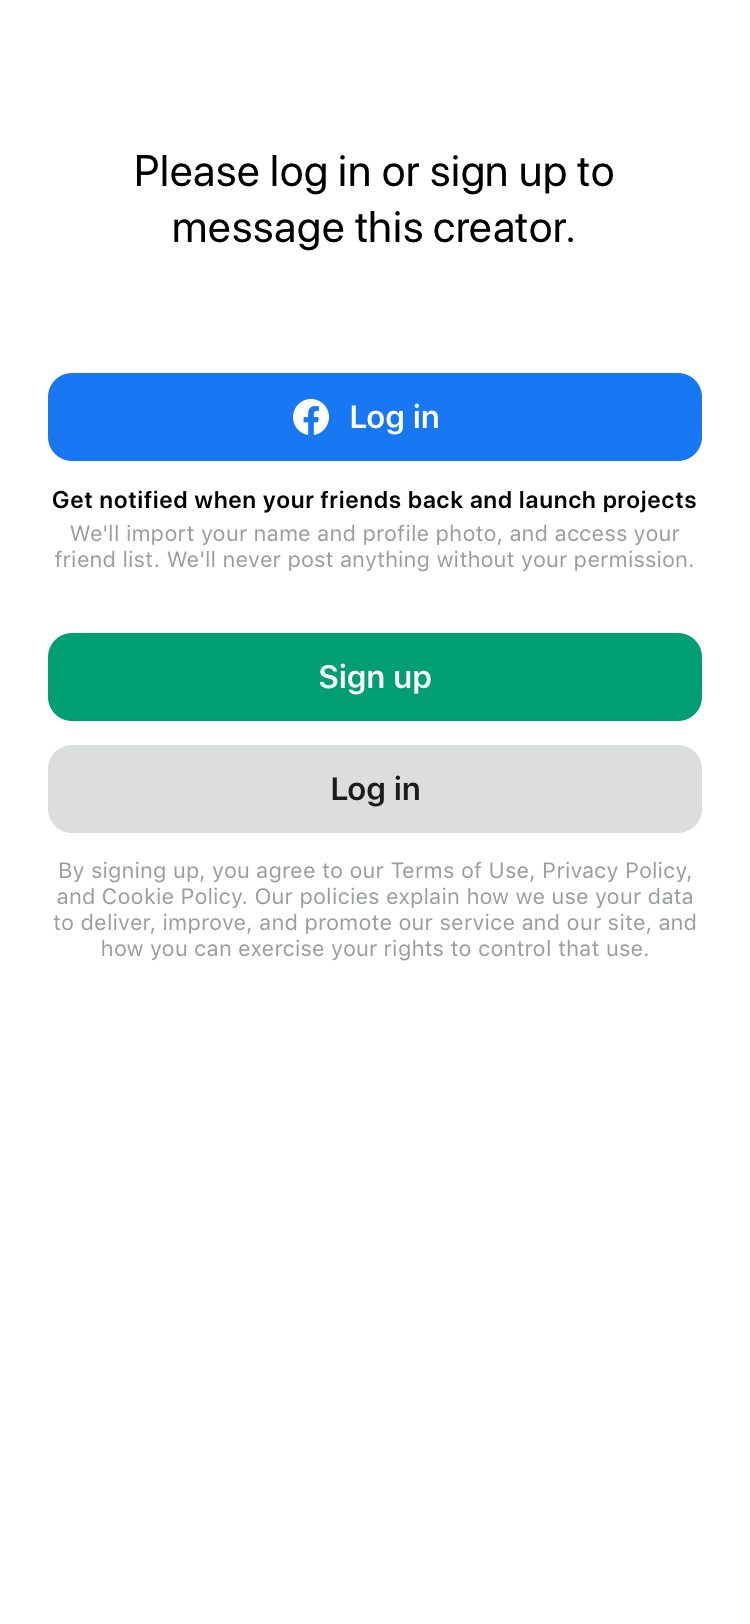 Please log in or sign up to
message this creator.
Log in
Get notified when your friends back and launch projects
We'll import your name and profile photo, and access your
friend list. We'll never post anything without your permission.
Sign up
Log in
By signing up, you agree to our Terms of Use, Privacy Policy,
and Cookie Policy. Our policies explain how we use your data
to deliver, improve, and promote our service and our site, and
how you can exercise your rights to control that use.